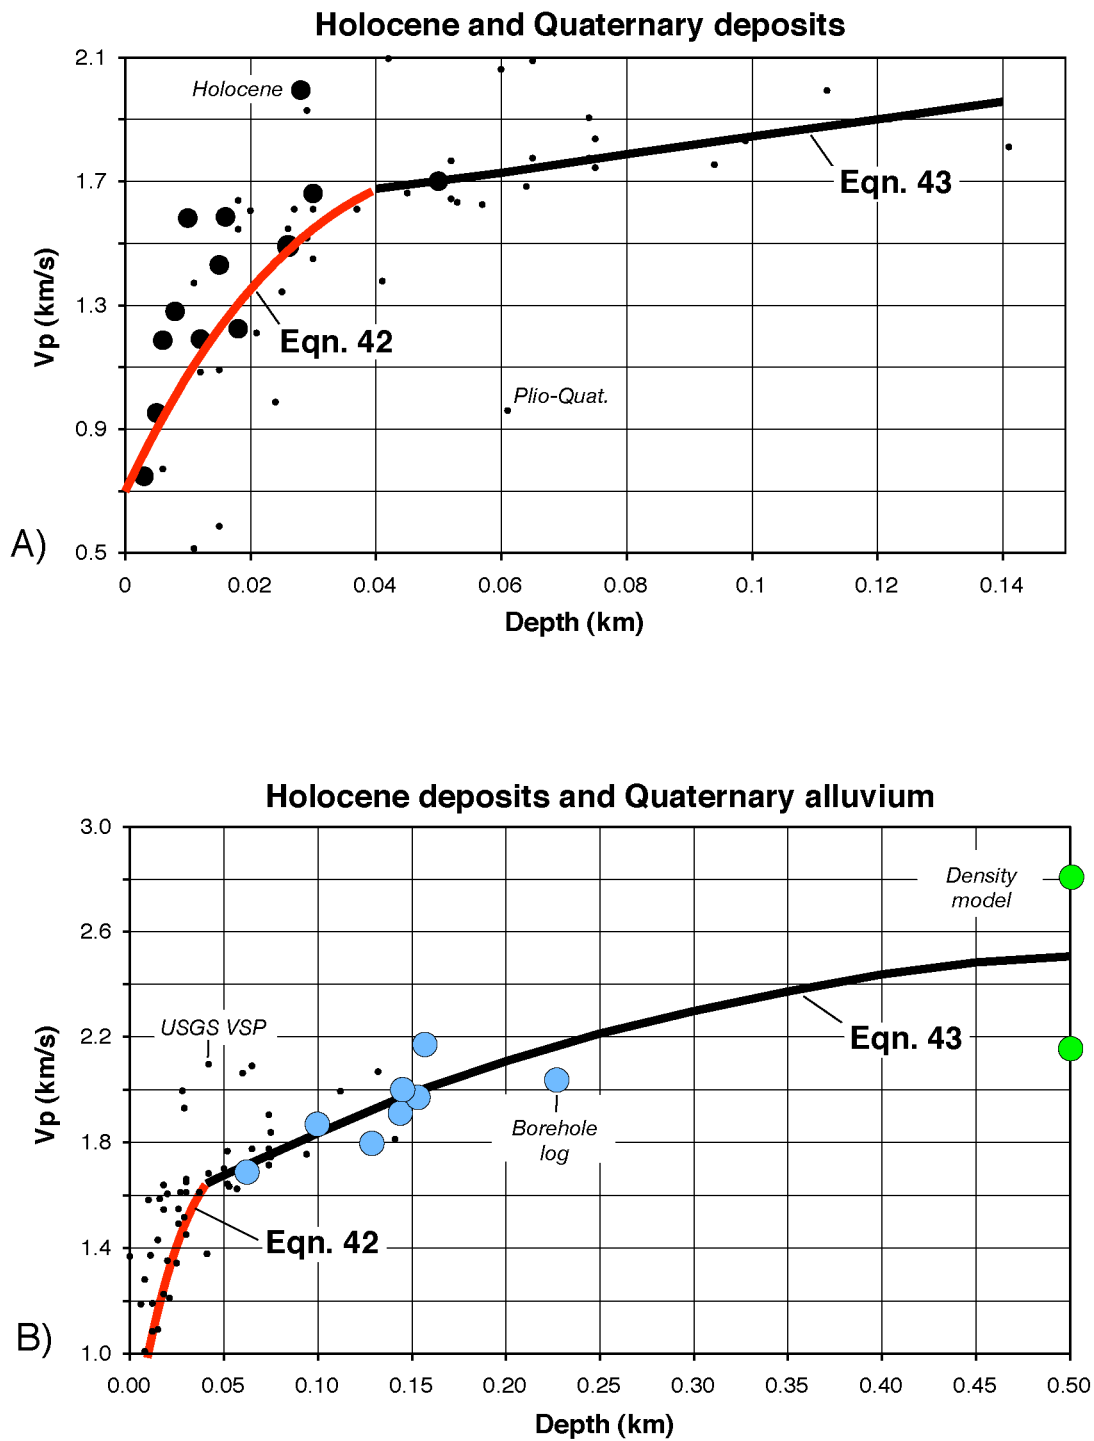 Holocene and Quaternary deposits
2.1
Holocene
1.7
Eqn. 43
Vp (km/s)
1.3
Eqn. 42
Plio-Quat.
0.9
A)
0.5
0 0.02 0.04 0.06 0.08 0.1 0.12 0.14
Depth (km)
Holocene deposits and Quaternary alluvium
3.0
Density
model
2.6
USGS VSP
2.2
Eqn. 43
Vp (km/s)
Borehole
log
1.8
Eqn. 42
1.4
B)
1.0
0.00 0.05 0.10 0.15 0.20 0.25 0.30 0.35 0.40 0.45 0.50
Depth (km)